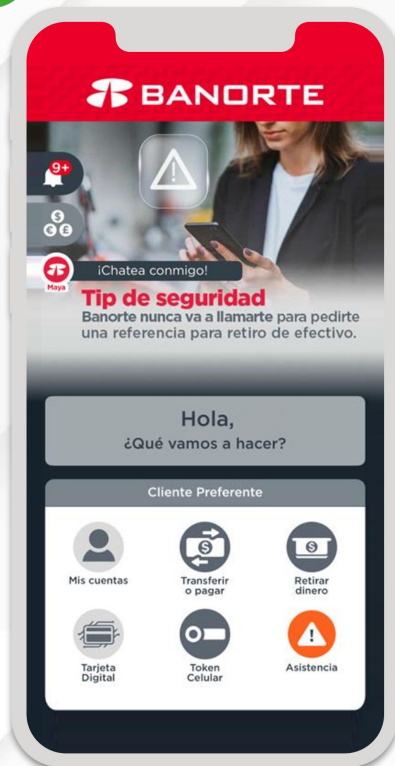 BANORTE
9+
$
€ £
Maya
¡Chatea conmigo!
Tip de seguridad
Banorte nunca va a llamarte para pedirte
una referencia para retiro de efectivo.
Hola,
¿Qué vamos a hacer?
Cliente Preferente
$
$
Mis cuentas
Transferir
o pagar
Retirar
dinero
Tarjeta
Digital
Token
Celular
Asistencia